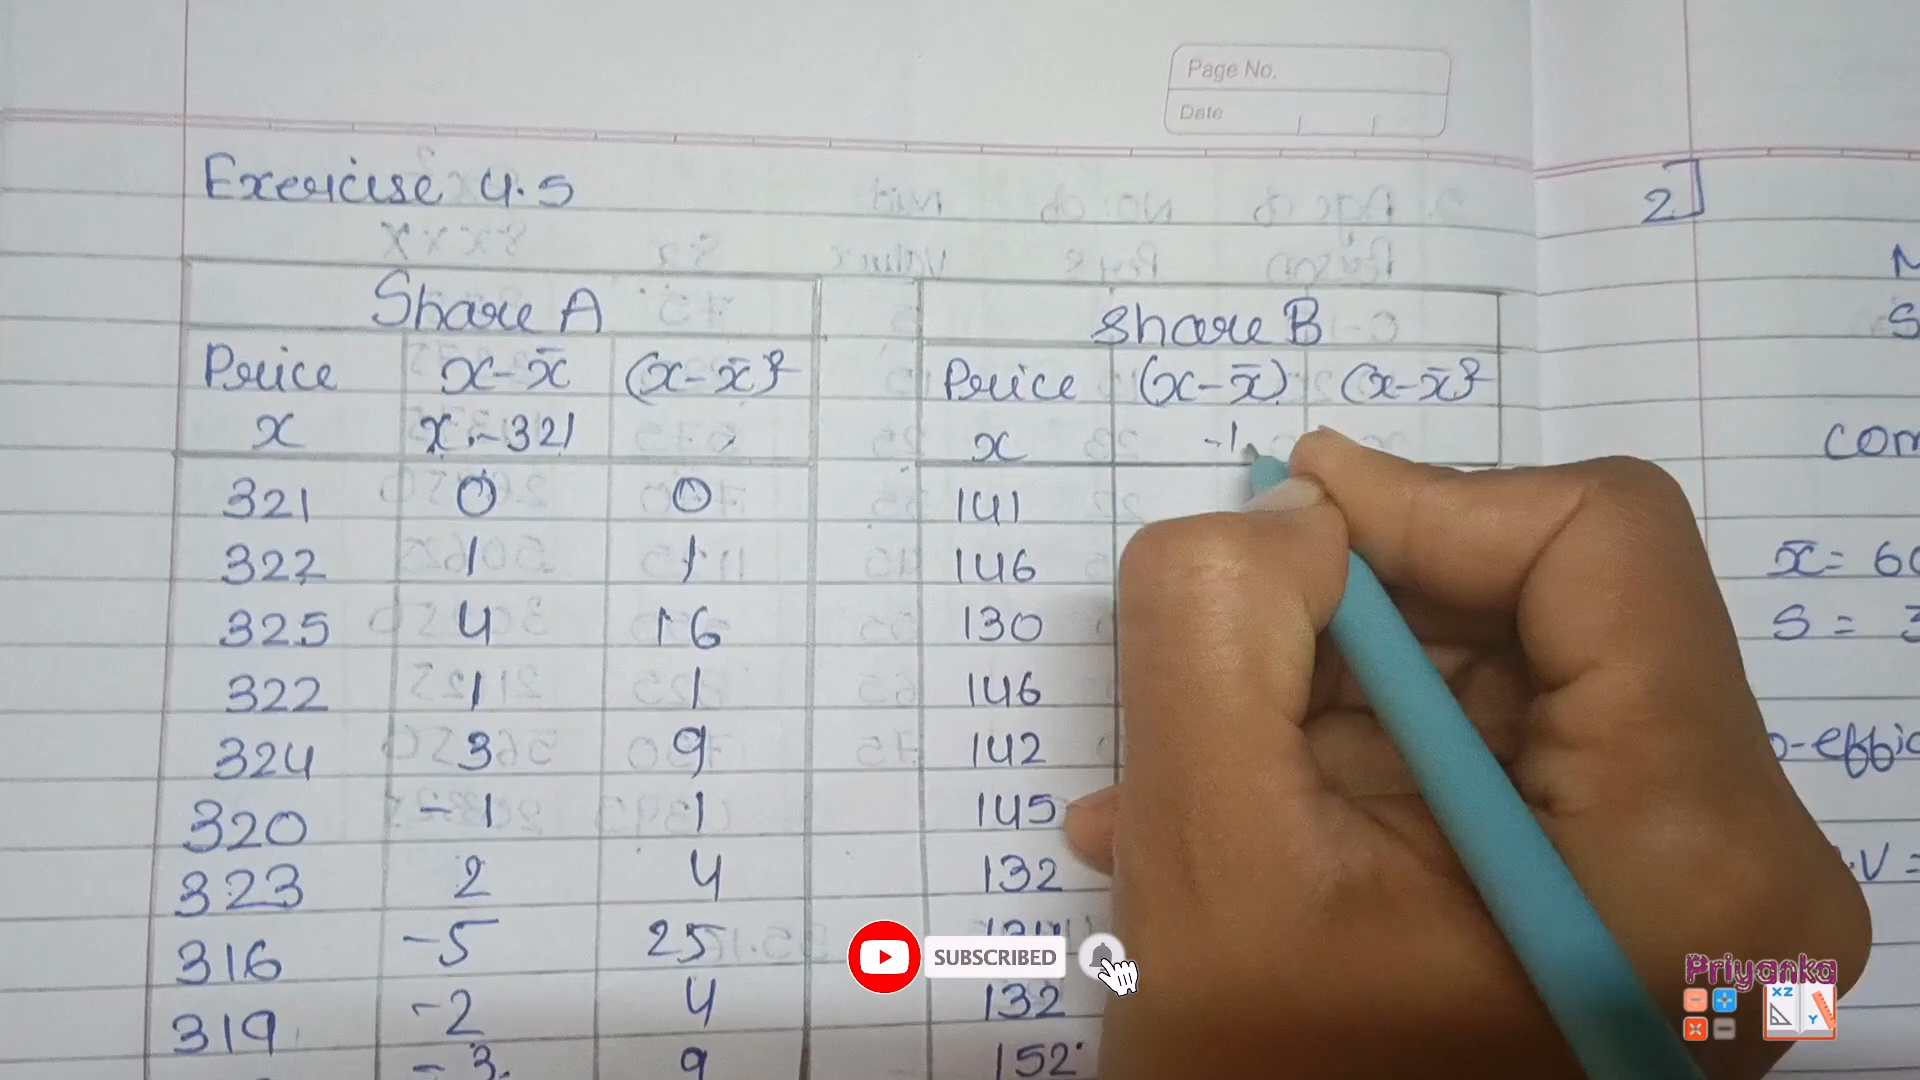 Page No.
Date
Exercise 4.5
2]
Share A
Share B
Price x-x̄ (x-x̄)²
x x-321
Price (x-x̄) (x-x̄)²
x -1
321 0 0
322 1 1
325 4 16
322 1 1
324 3 9
320 -1 1
323 2 4
316 -5 25
319 -2 4
-3 9
141
146
130
146
142
145
132
132
152
com
x̄ = 60
S = 3
o-effic
.V =
SUBSCRIBED
Priyanka
XZ
Y